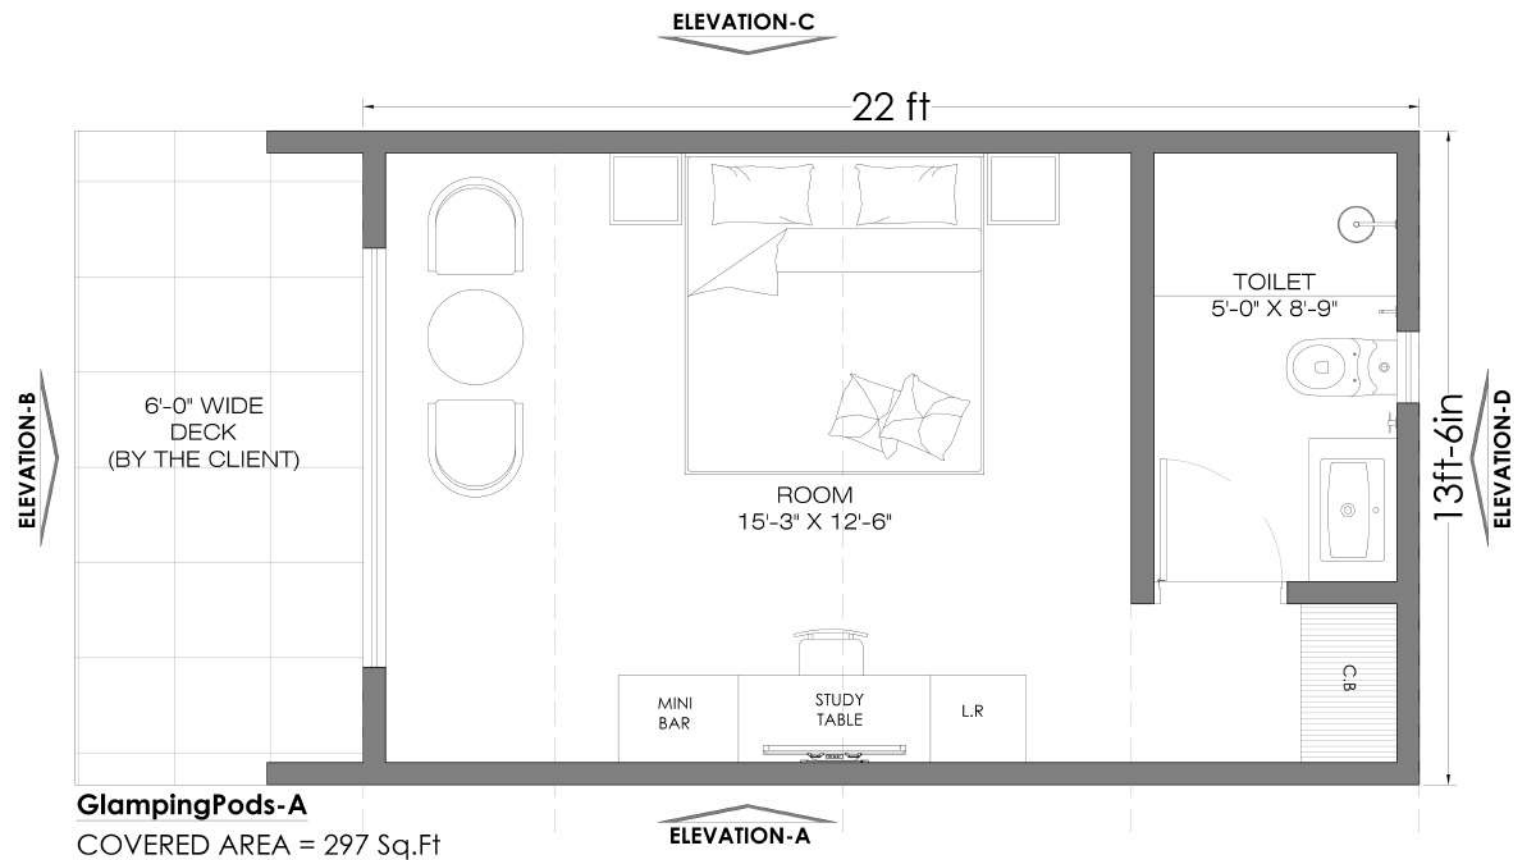 ELEVATION-C
22 ft
TOILET
5'-0" X 8'-9"
ELEVATION-B
6'-0" WIDE
DECK
(BY THE CLIENT)
13ft-6in
ELEVATION-D
ROOM
15'-3" X 12'-6"
MINI
BAR
STUDY
TABLE
L.R
C.B
GlampingPods-A
COVERED AREA = 297 Sq.Ft
ELEVATION-A